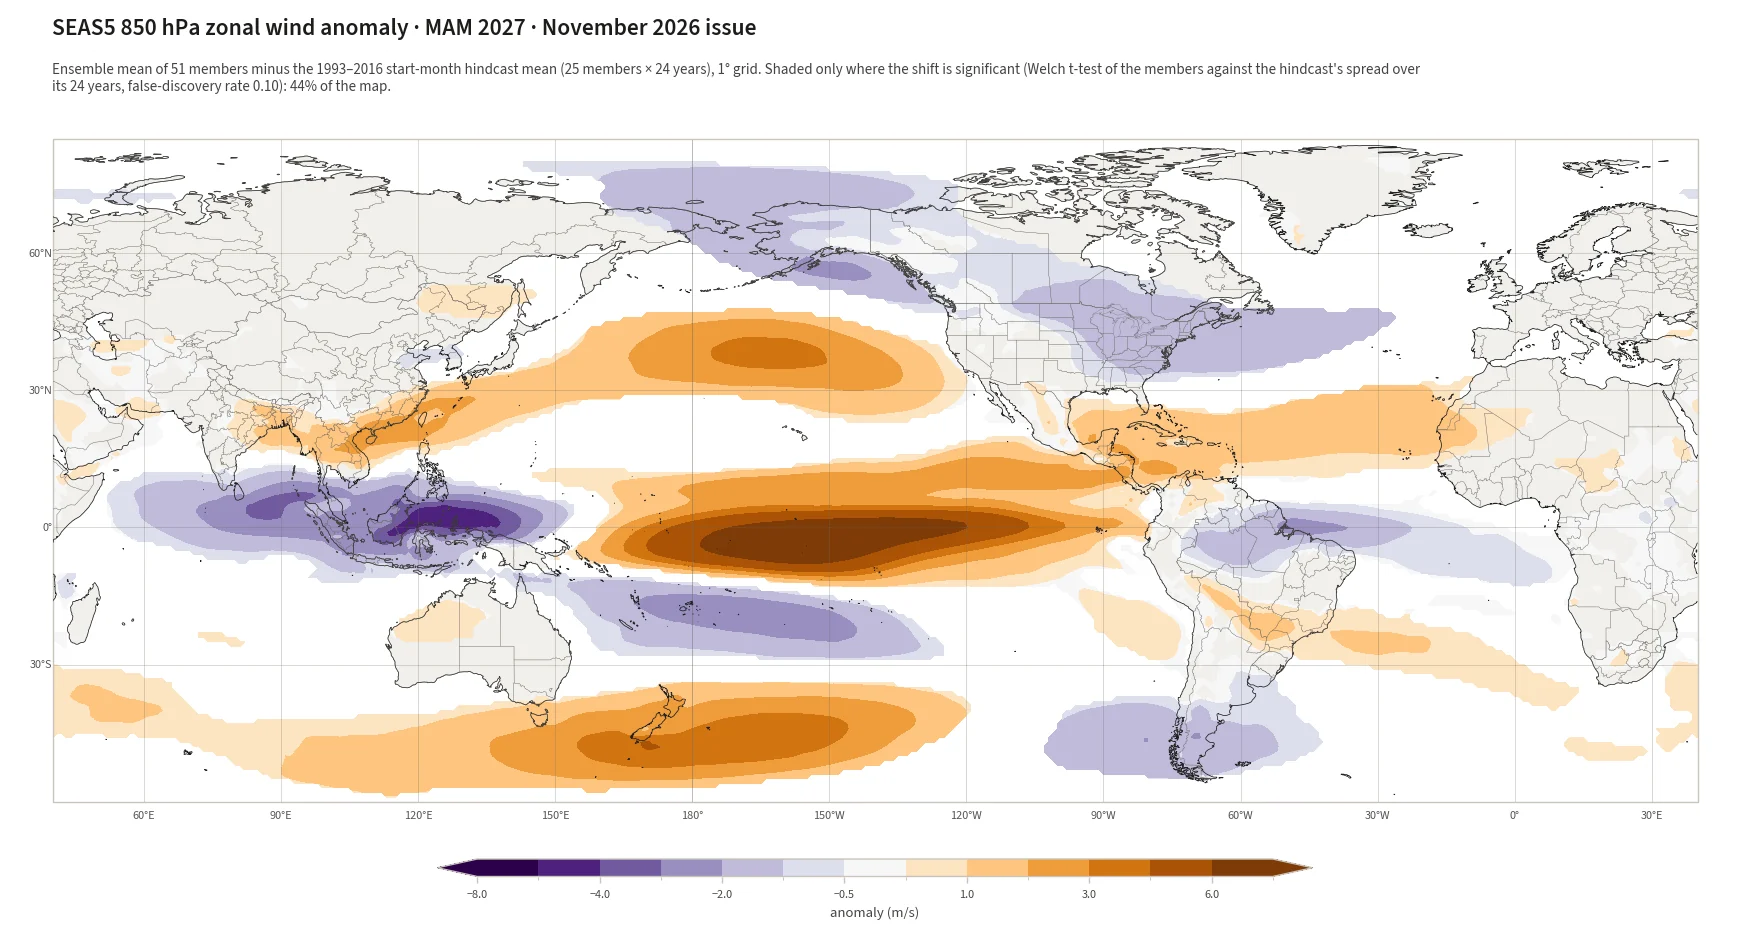 SEAS5 850 hPa zonal wind anomaly · MAM 2027 · November 2026 issue
Ensemble mean of 51 members minus the 1993–2016 start-month hindcast mean (25 members × 24 years), 1° grid. Shaded only where the shift is significant (Welch t-test of the members against the hindcast's spread over
its 24 years, false-discovery rate 0.10): 44% of the map.
60°N
30°N
0°
30°S
60°E 90°E 120°E 150°E 180° 150°W 120°W 90°W 60°W 30°W 0° 30°E
−8.0 −4.0 −2.0 −0.5 1.0 3.0 6.0
anomaly (m/s)